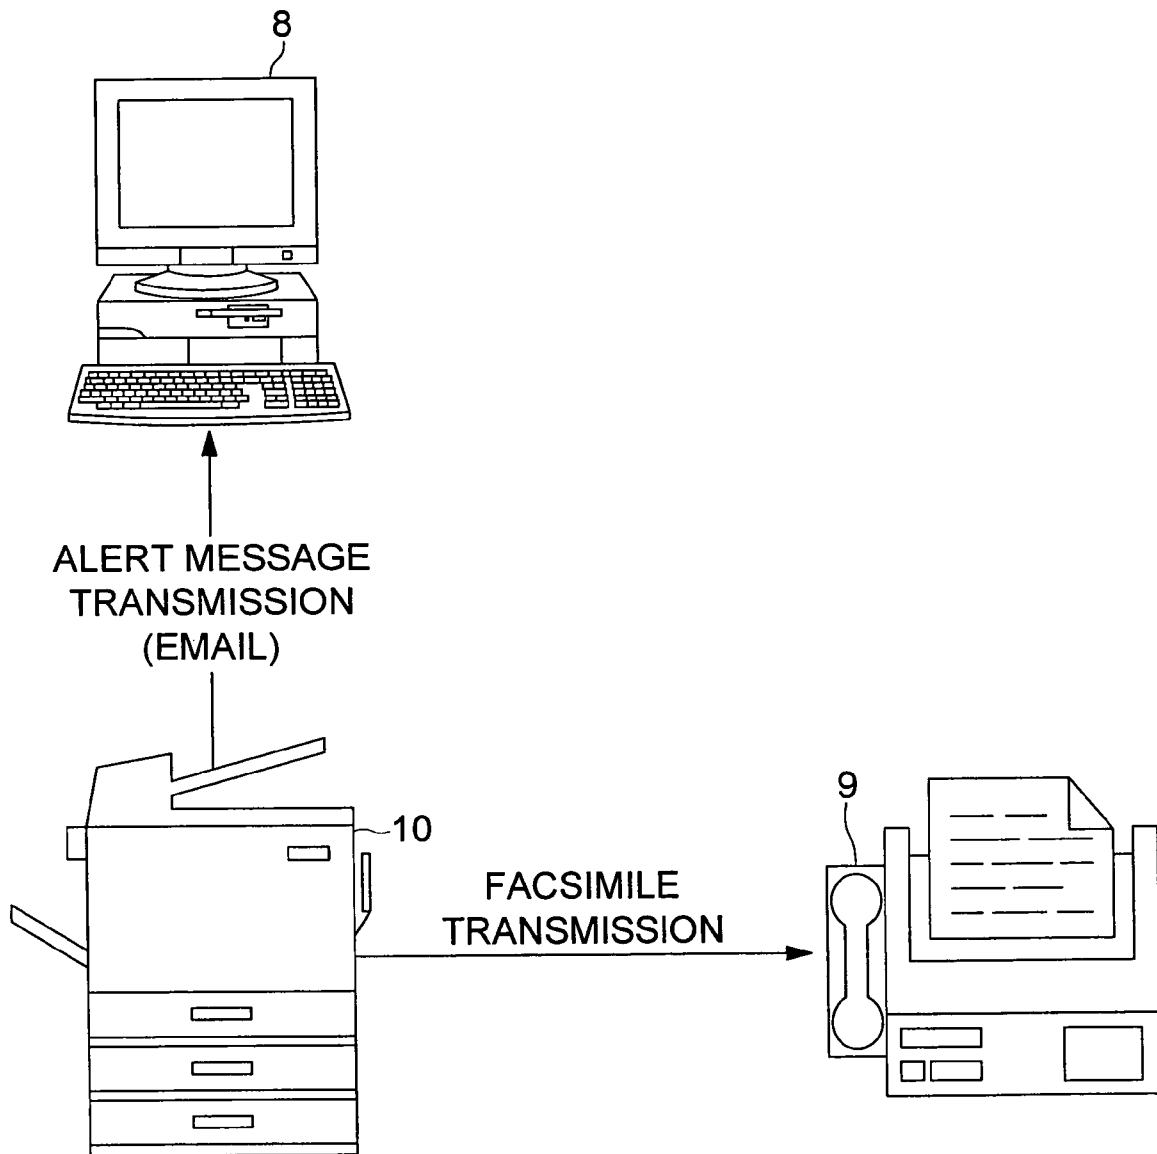 8
ALERT MESSAGE
TRANSMISSION
(EMAIL)
10
9
FACSIMILE
TRANSMISSION